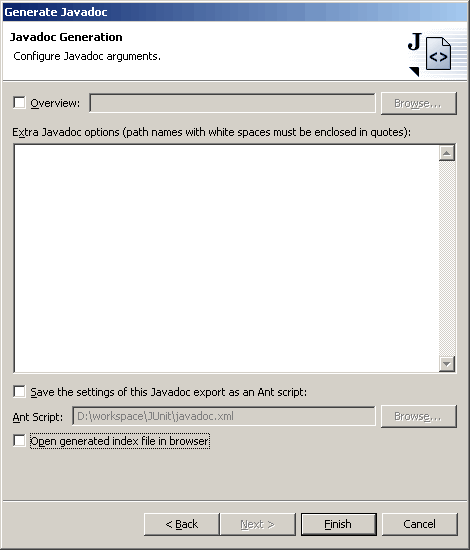 Generate Javadoc
Javadoc Generation
Configure Javadoc arguments.
J
<>
Overview:
Browse...
Extra Javadoc options (path names with white spaces must be enclosed in quotes):
Save the settings of this Javadoc export as an Ant script:
Ant Script: D:\workspace\JUnit\javadoc.xml Browse...
Open generated index file in browser
< Back Next > Finish Cancel